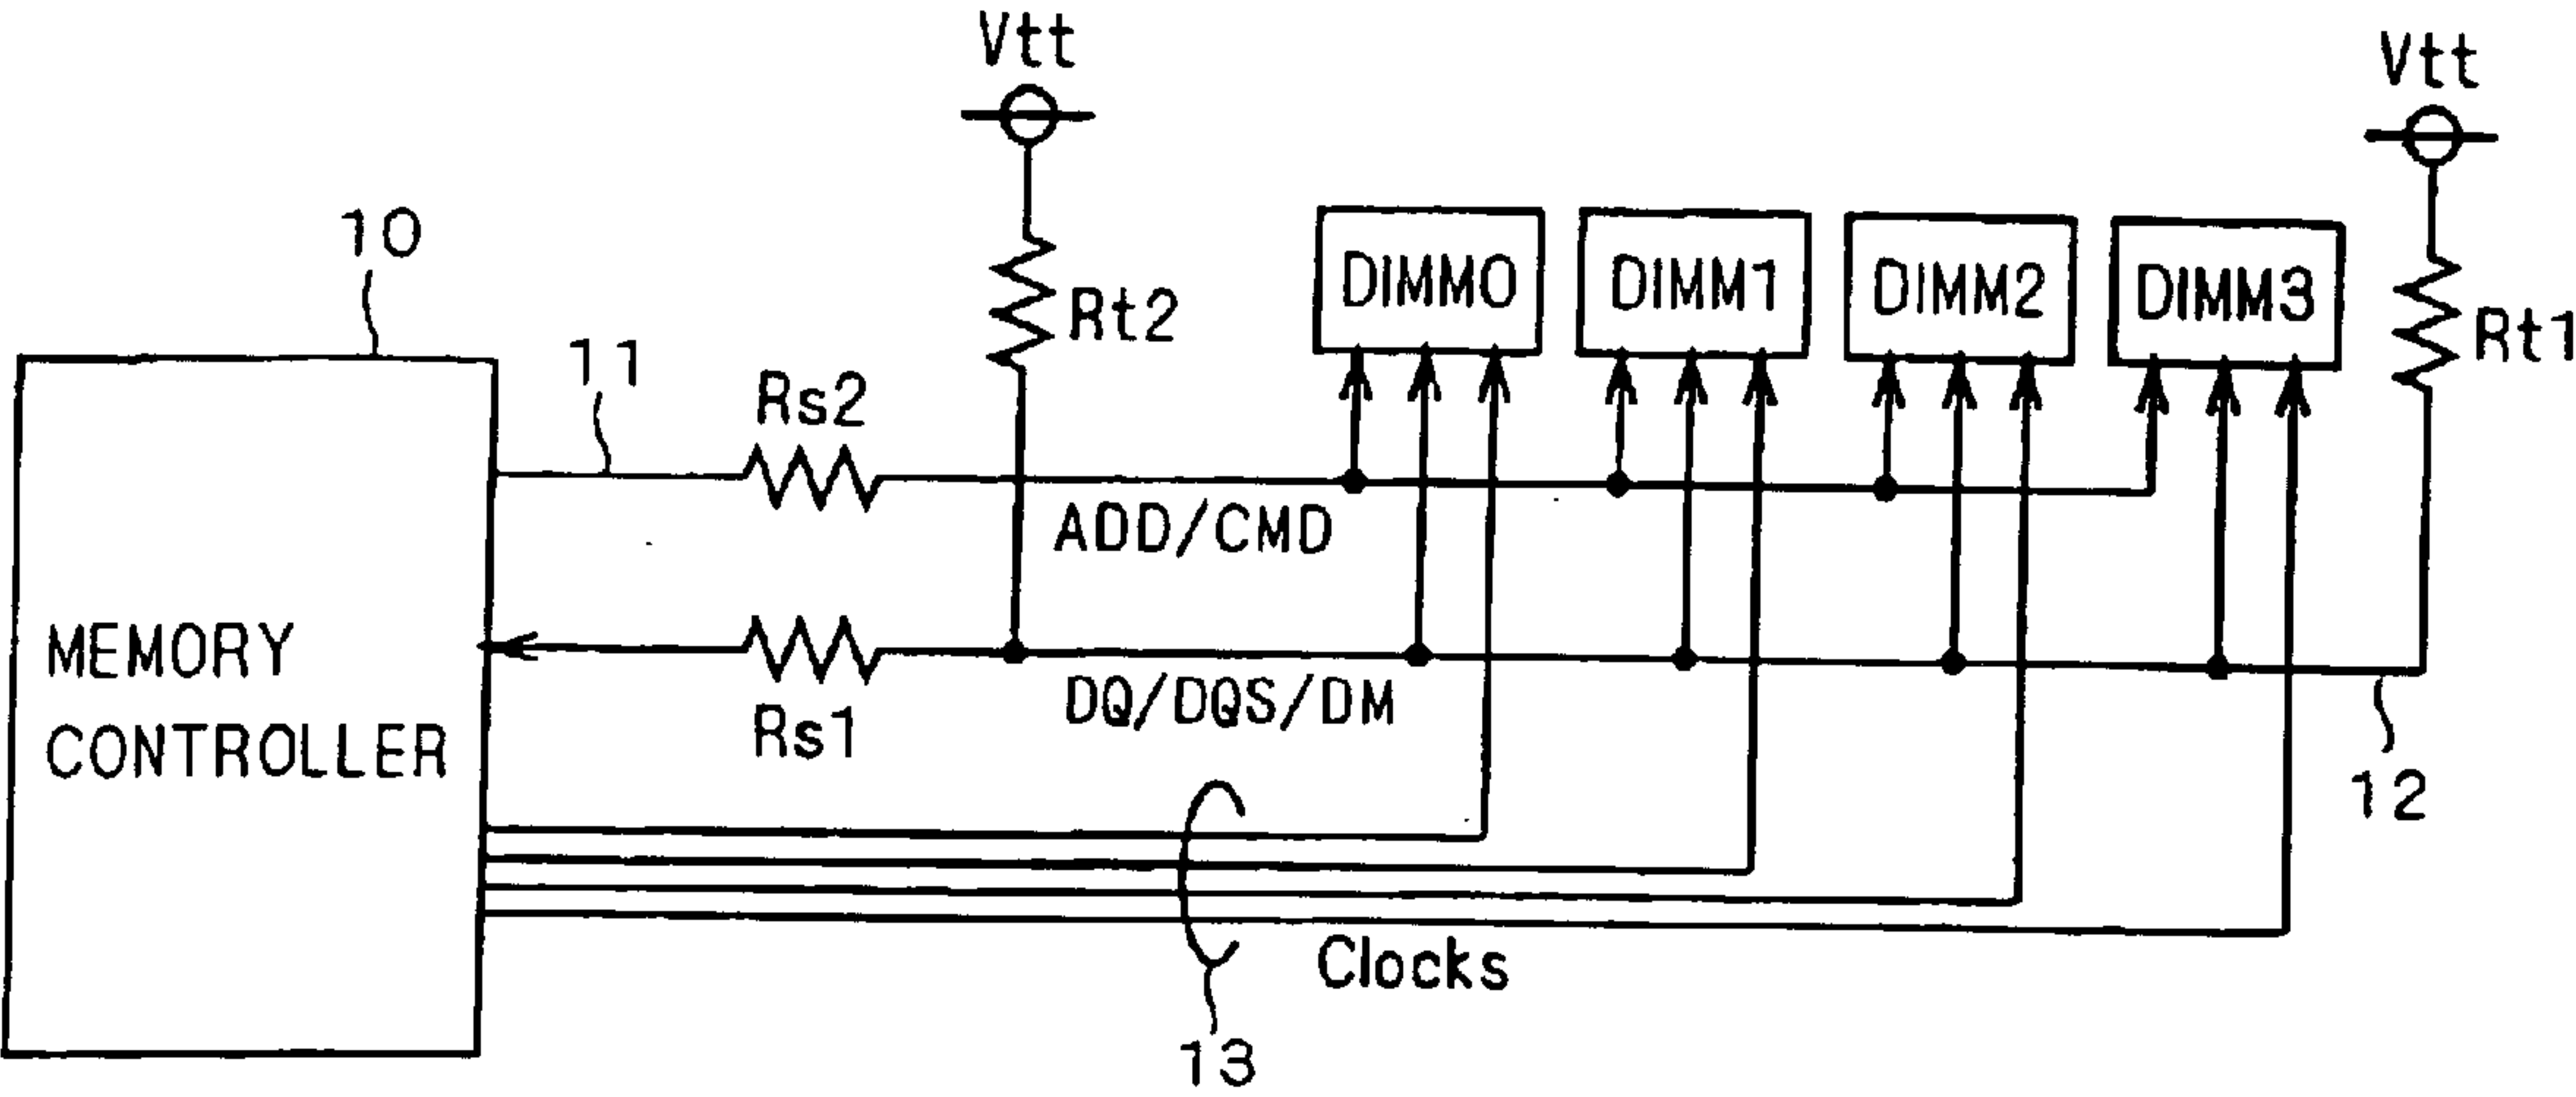 Vtt
Vtt
10
DIMM0 DIMM1 DIMM2 DIMM3
Rt2
Rt1
11
Rs2
ADD/CMD
MEMORY
CONTROLLER
DQ/DQS/DM
Rs1
12
Clocks
13